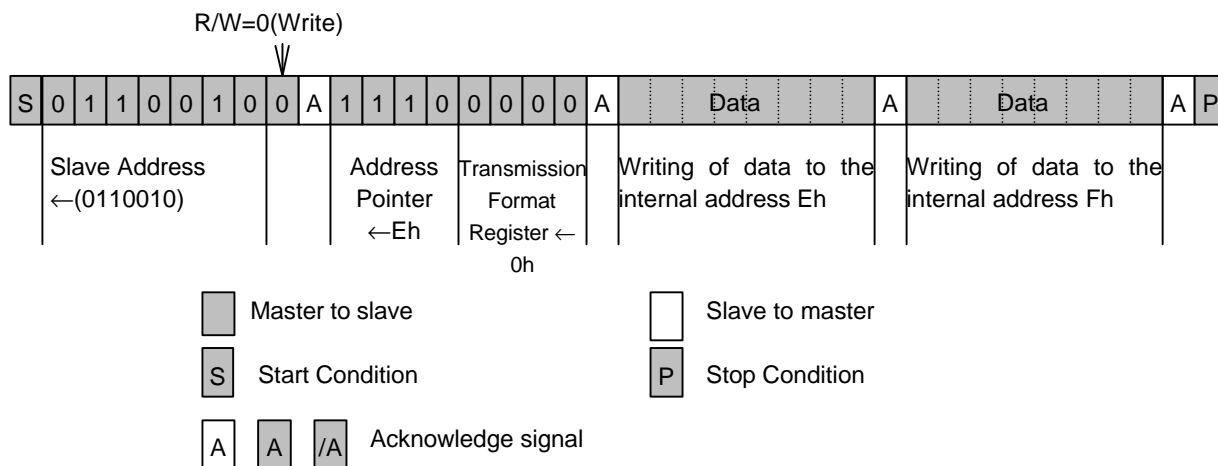 R/W=0(Write)
S 0 1 1 0 0 1 0 0 A 1 1 1 0 0 0 0 0 A Data A Data A P
Slave Address
←(0110010)
Address
Pointer
←Eh
Transmission
Format
Register ←
0h
Writing of data to the
internal address Eh
Writing of data to the
internal address Fh
Master to slave
Slave to master
S Start Condition
P Stop Condition
A A /A Acknowledge signal